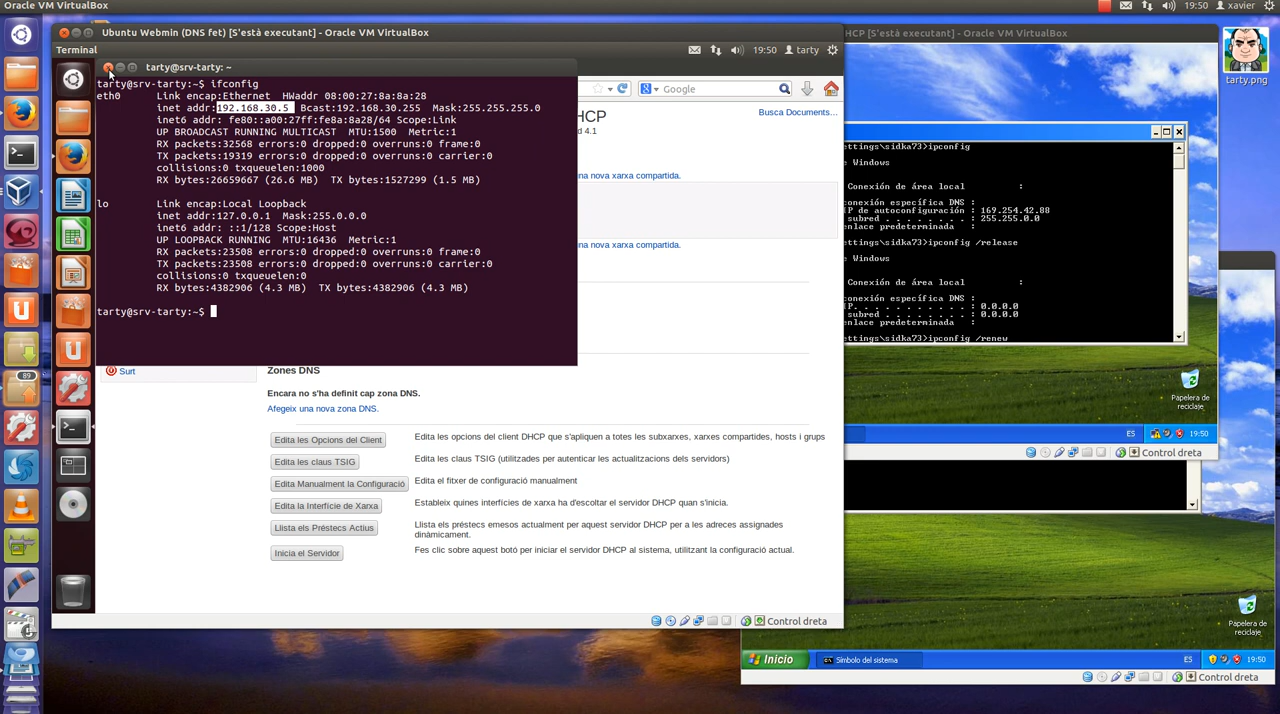 Oracle VM VirtualBox
19:50
xavier
Ubuntu Webmin (DNS fet) [S'està executant] - Oracle VM VirtualBox
HCP [S'està executant] - Oracle VM VirtualBox
Terminal
19:50
tarty
tarty@srv-tarty: ~
tarty@srv-tarty:~$ ifconfig
eth0 Link encap:Ethernet HWaddr 08:00:27:8a:8a:28
inet addr:192.168.30.5 Bcast:192.168.30.255 Mask:255.255.255.0
inet6 addr: fe80::a00:27ff:fe8a:8a28/64 Scope:Link
UP BROADCAST RUNNING MULTICAST MTU:1500 Metric:1
RX packets:32568 errors:0 dropped:0 overruns:0 frame:0
TX packets:19319 errors:0 dropped:0 overruns:0 carrier:0
collisions:0 txqueuelen:1000
RX bytes:26659667 (26.6 MB) TX bytes:1527299 (1.5 MB)
lo Link encap:Local Loopback
inet addr:127.0.0.1 Mask:255.0.0.0
inet6 addr: ::1/128 Scope:Host
UP LOOPBACK RUNNING MTU:16436 Metric:1
RX packets:23508 errors:0 dropped:0 overruns:0 frame:0
TX packets:23508 errors:0 dropped:0 overruns:0 carrier:0
collisions:0 txqueuelen:0
RX bytes:4382906 (4.3 MB) TX bytes:4382906 (4.3 MB)
tarty@srv-tarty:~$
Google
HCP
d 4.1
Busca Documents…
na nova xarxa compartida.
na nova xarxa compartida.
Surt
Zones DNS
Encara no s'ha definit cap zona DNS.
Afegeix una nova zona DNS.
Edita les Opcions del Client
Edita les opcions del client DHCP que s'apliquen a totes les subxarxes, xarxes compartides, hosts i grups
Edita les claus TSIG
Edita les claus TSIG (utilitzades per autenticar les actualitzacions dels servidors)
Edita Manualment la Configuració
Edita el fitxer de configuració manualment
Edita la Interfície de Xarxa
Estableix quines interfícies de xarxa ha d'escoltar el servidor DHCP quan s'inicia.
Llista els Préstecs Actius
Llista els préstecs emesos actualment per aquest servidor DHCP per a les adreces assignades
dinàmicament.
Inicia el Servidor
Fes clic sobre aquest botó per iniciar el servidor DHCP al sistema, utilitzant la configuració actual.
Control dreta
89
tarty.png
ettings\sidka73>ipconfig
e Windows
Conexión de área local :
conexión específica DNS :
IP de autoconfiguración : 169.254.42.88
subred . . . . . . . . : 255.255.0.0
enlace predeterminada :
ettings\sidka73>ipconfig /release
e Windows
Conexión de área local :
conexión específica DNS :
IP. . . . . . . . . . : 0.0.0.0
subred . . . . . . . . : 0.0.0.0
enlace predeterminada :
ettings\sidka73>ipconfig /renew
Papelera de
reciclaje
ES
19:50
Control dreta
Papelera de
reciclaje
Inicio
Símbolo del sistema
ES
19:50
Control dreta